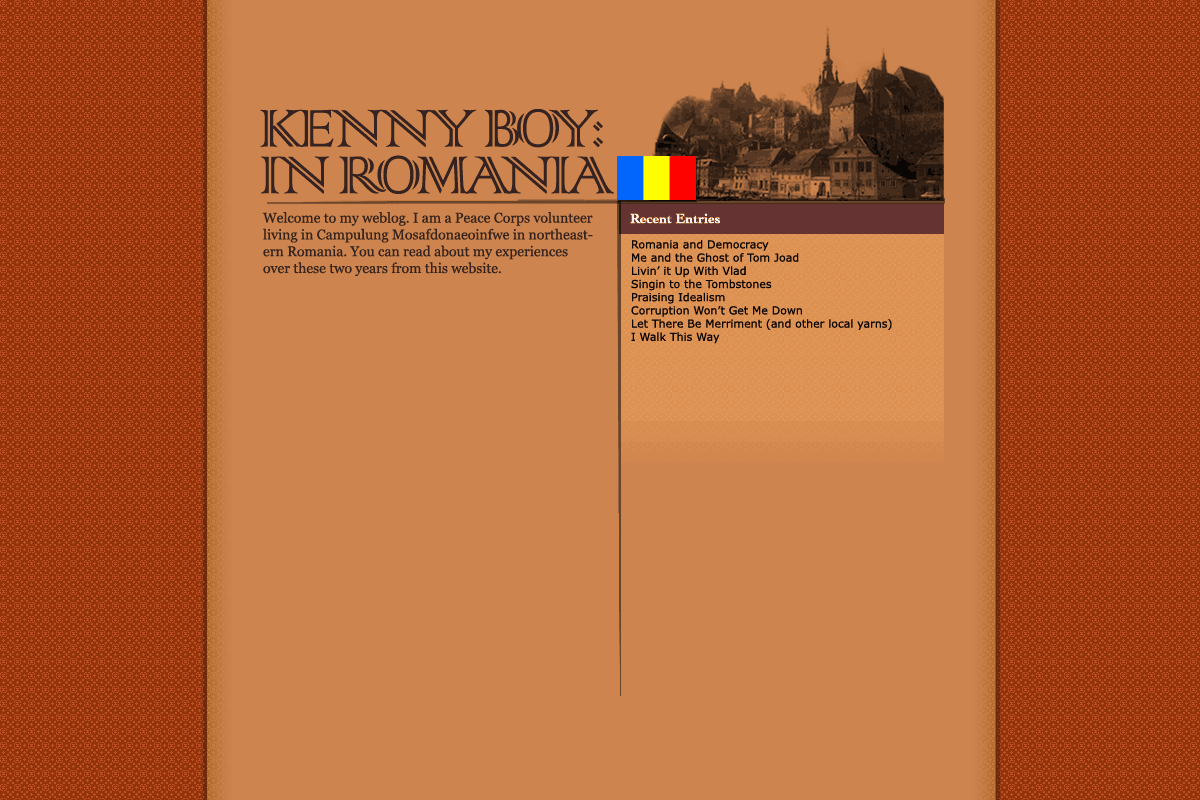 KENNY BOY:
IN ROMANIA
Welcome to my weblog. I am a Peace Corps volunteer
living in Campulung Mosafdonaeoinfwe in northeast-
ern Romania. You can read about my experiences
over these two years from this website.
Recent Entries
Romania and Democracy
Me and the Ghost of Tom Joad
Livin’ it Up With Vlad
Singin to the Tombstones
Praising Idealism
Corruption Won’t Get Me Down
Let There Be Merriment (and other local yarns)
I Walk This Way